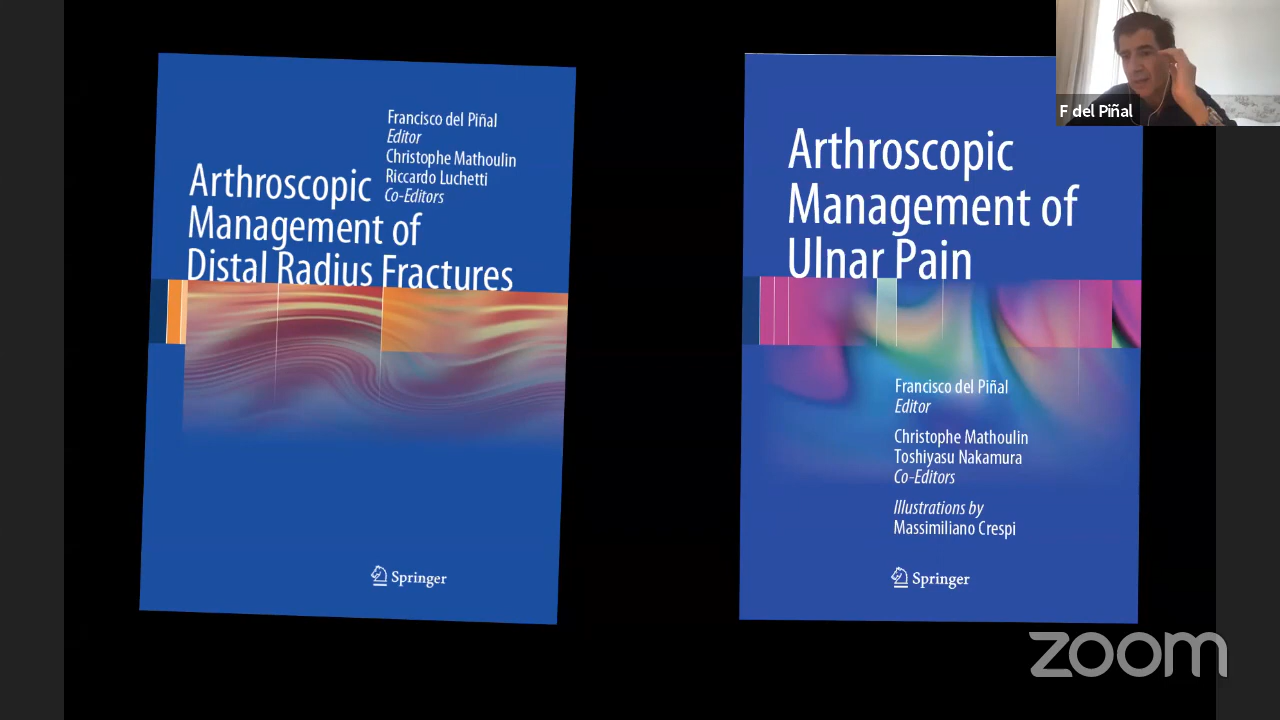 Francisco del Piñal
Editor
Christophe Mathoulin
Riccardo Luchetti
Co-Editors
Arthroscopic
Management of
Distal Radius Fractures
Springer
Arthroscopic
Management of
Ulnar Pain
Francisco del Piñal
Editor
Christophe Mathoulin
Toshiyasu Nakamura
Co-Editors
Illustrations by
Massimiliano Crespi
Springer
F del Piñal
zoom